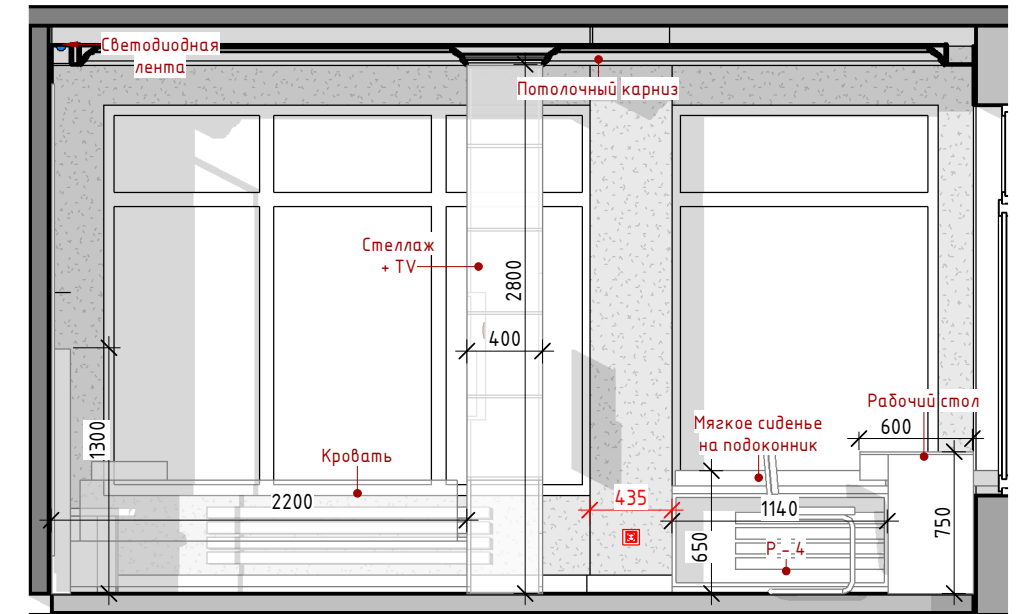 Светодиодная
лента
Потолочный карниз
Стеллаж
+ TV
2800
400
Рабочий стол
600
Мягкое сиденье
на подоконник
1300
Кровать
2200
435
1140
650
750
Р - 4